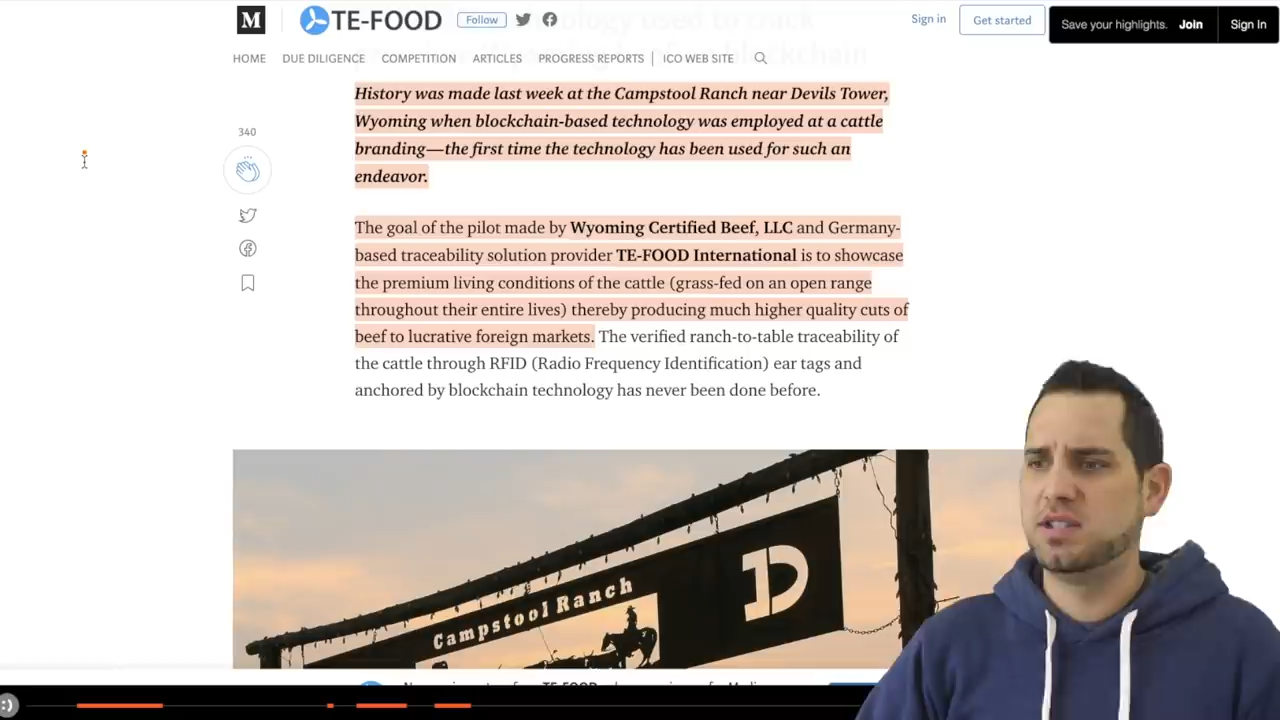 M
TE-FOOD
Follow
Sign in
Get started
Save your highlights. Join Sign In
HOME DUE DILIGENCE COMPETITION ARTICLES PROGRESS REPORTS ICO WEB SITE
History was made last week at the Campstool Ranch near Devils Tower,
Wyoming when blockchain-based technology was employed at a cattle
branding—the first time the technology has been used for such an
endeavor.
340
The goal of the pilot made by Wyoming Certified Beef, LLC and Germany-
based traceability solution provider TE-FOOD International is to showcase
the premium living conditions of the cattle (grass-fed on an open range
throughout their entire lives) thereby producing much higher quality cuts of
beef to lucrative foreign markets. The verified ranch-to-table traceability of
the cattle through RFID (Radio Frequency Identification) ear tags and
anchored by blockchain technology has never been done before.
Campstool Ranch